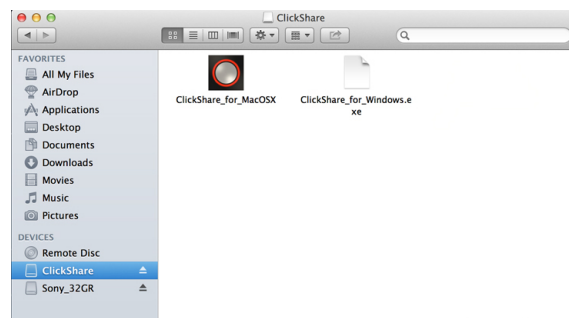 ClickShare
FAVORITES
All My Files
AirDrop
Applications
Desktop
Documents
Downloads
Movies
Music
Pictures
DEVICES
Remote Disc
ClickShare
Sony_32GR
ClickShare_for_MacOSX
ClickShare_for_Windows.e
xe